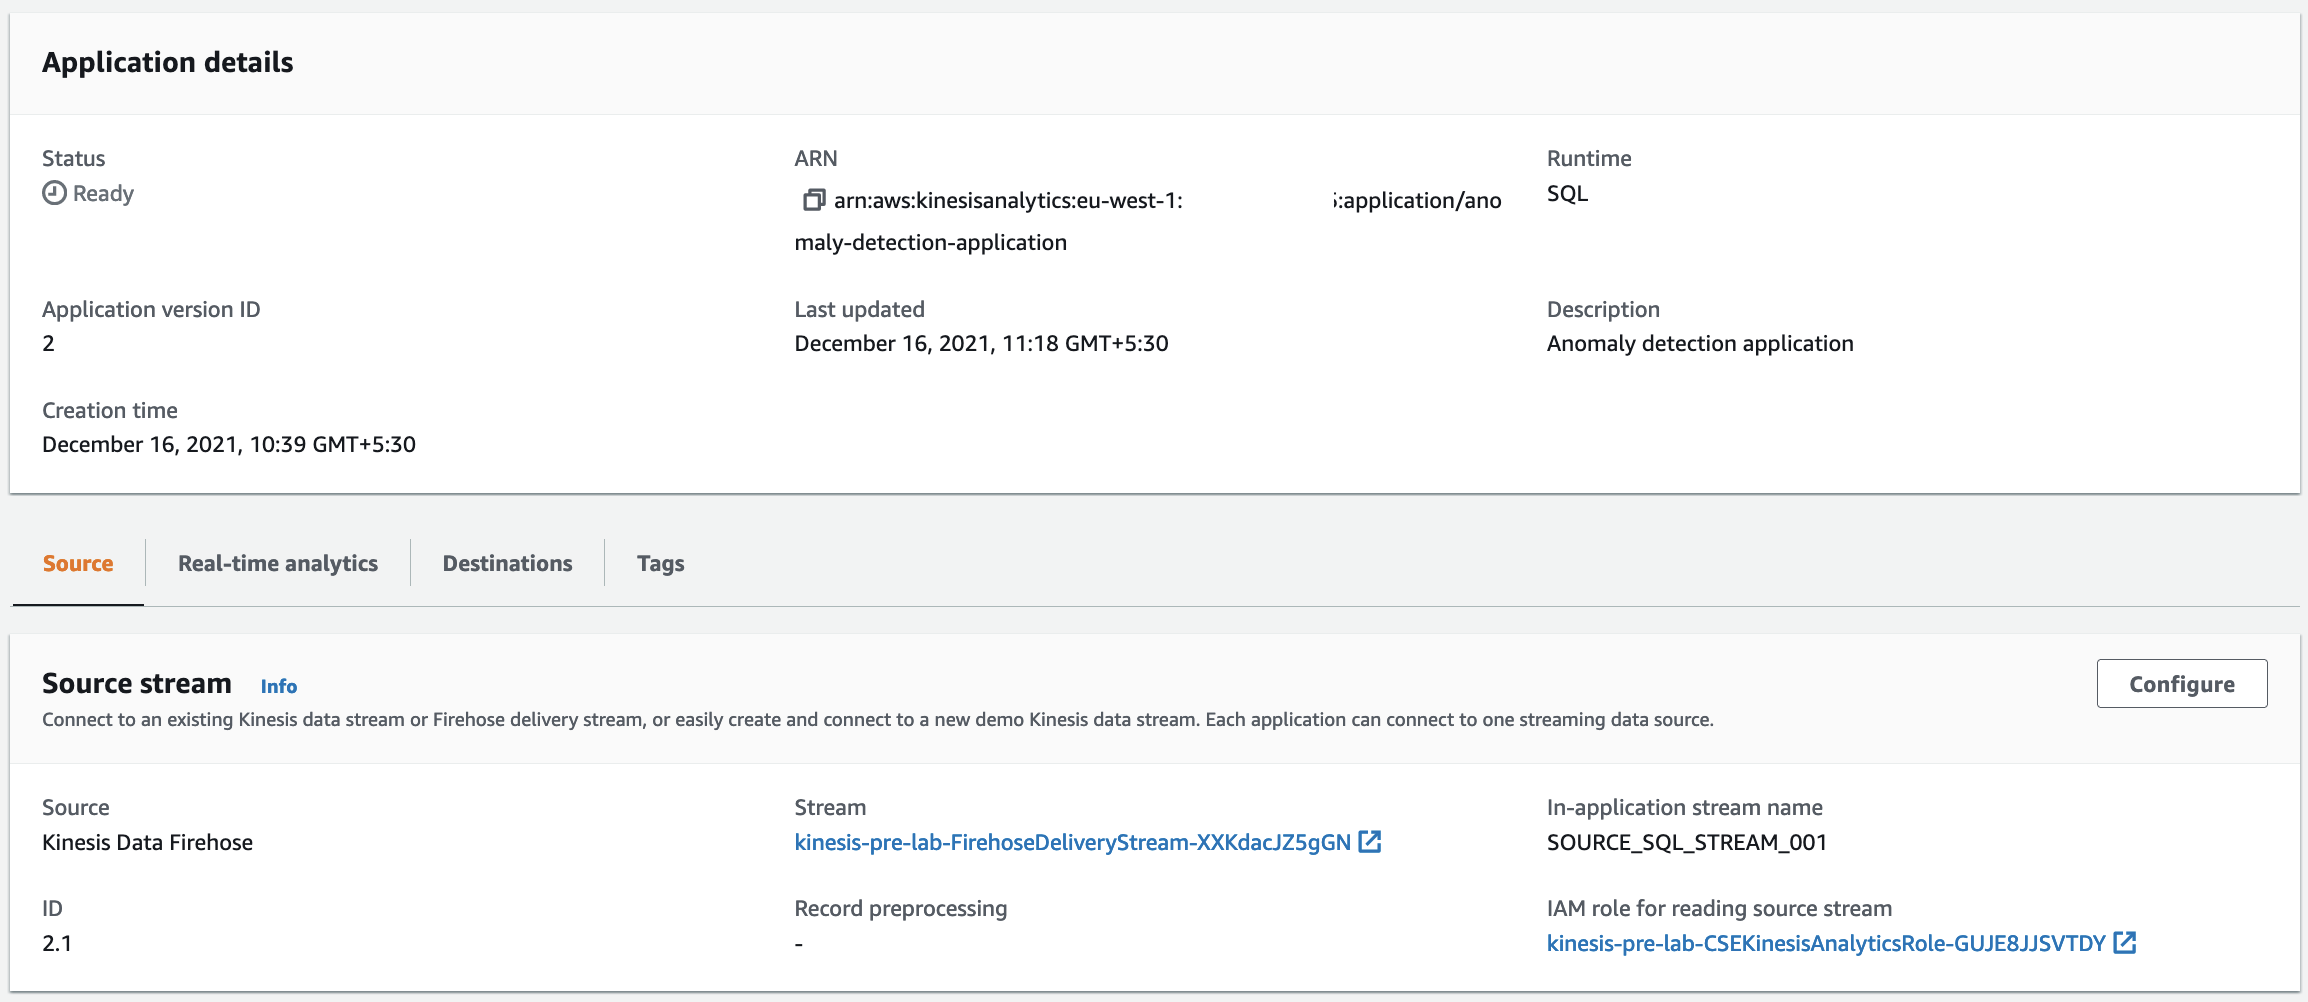 Application details
Status
Ready
ARN
arn:aws:kinesisanalytics:eu-west-1: :application/ano
maly-detection-application
Runtime
SQL
Application version ID
2
Last updated
December 16, 2021, 11:18 GMT+5:30
Description
Anomaly detection application
Creation time
December 16, 2021, 10:39 GMT+5:30
Source
Real-time analytics
Destinations
Tags
Source stream Info
Configure
Connect to an existing Kinesis data stream or Firehose delivery stream, or easily create and connect to a new demo Kinesis data stream. Each application can connect to one streaming data source.
Source
Kinesis Data Firehose
Stream
kinesis-pre-lab-FirehoseDeliveryStream-XXKdacJZ5gGN
In-application stream name
SOURCE_SQL_STREAM_001
ID
2.1
Record preprocessing
-
IAM role for reading source stream
kinesis-pre-lab-CSEKinesisAnalyticsRole-GUJE8JJSVTDY